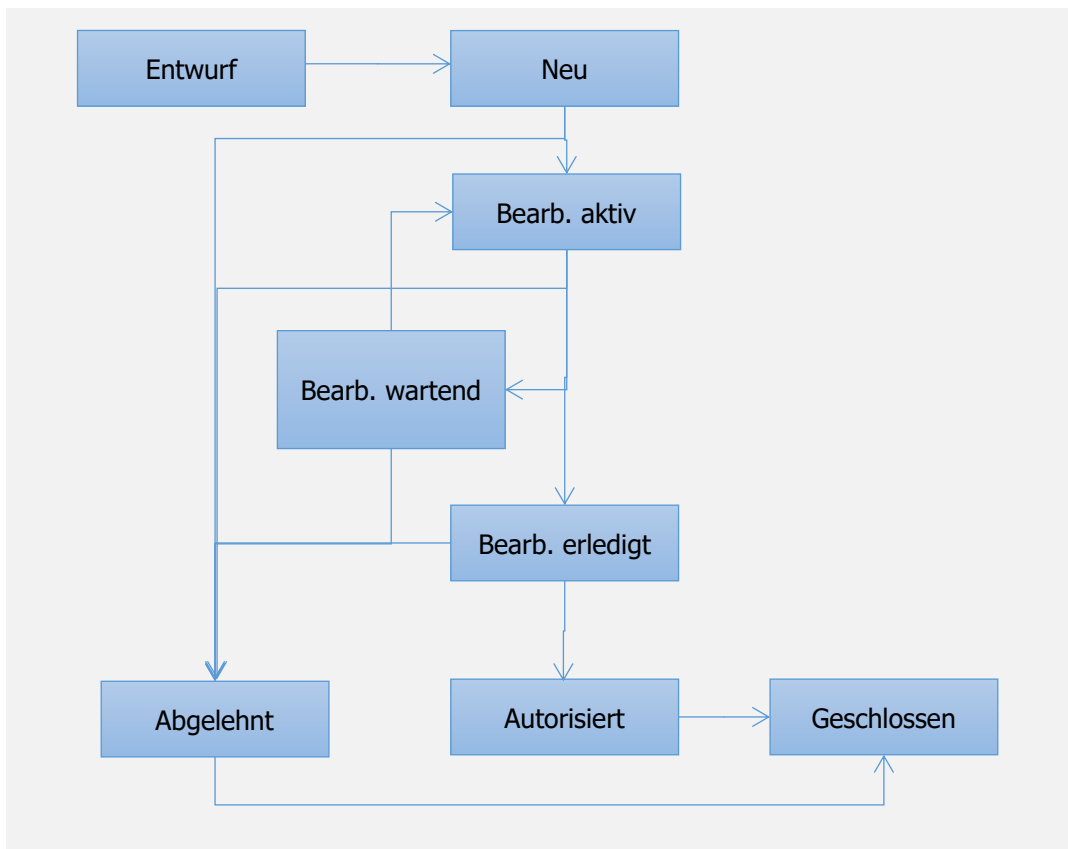 Entwurf
Neu
Bearb. aktiv
Bearb. wartend
Bearb. erledigt
Abgelehnt
Autorisiert
Geschlossen